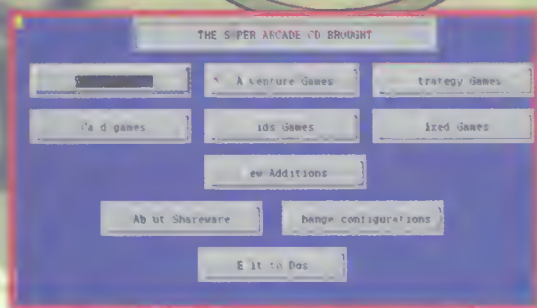 THE S PER ARCADE CD BROUGHT
A venture Games
trategy Games
Ca d games
ids Games
ixed Games
ew Additions
Ab ut Shareware
hange configurations
E it to Dos